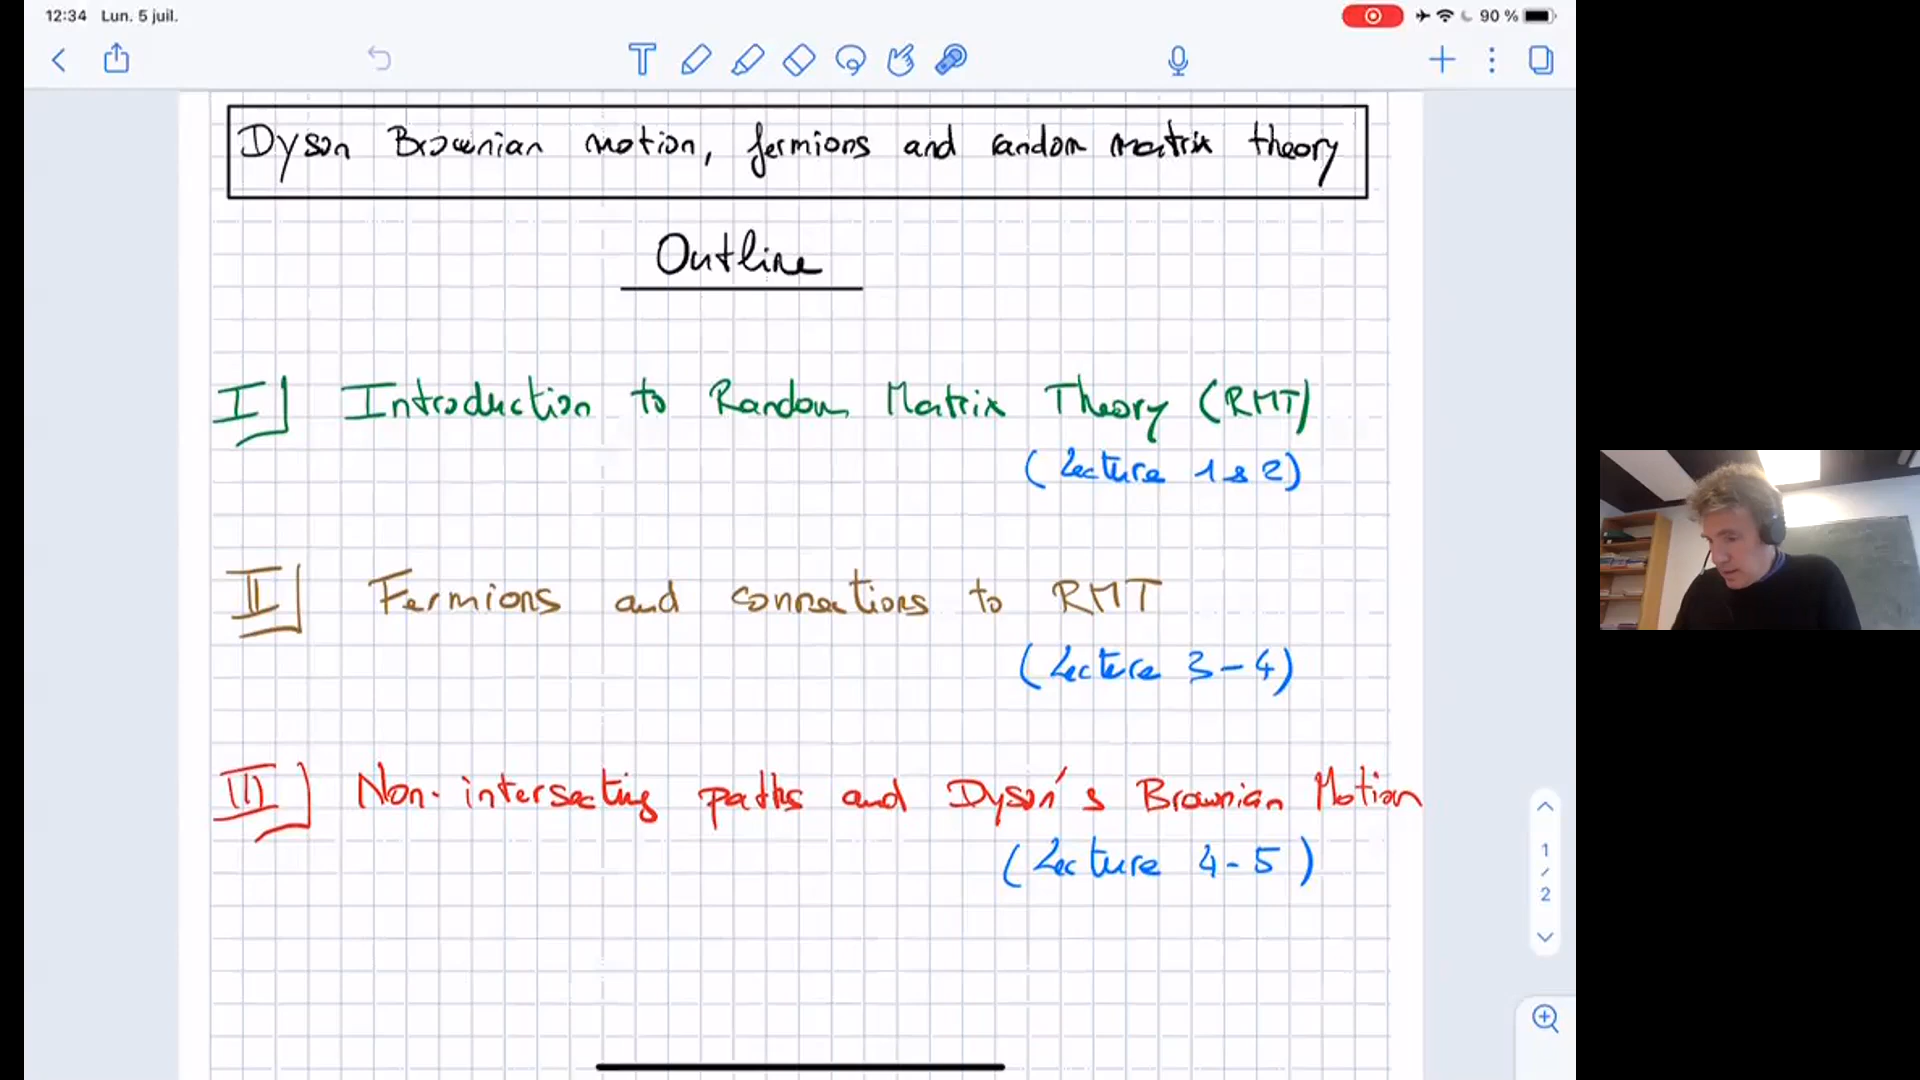 12:34 Lun. 5 juil.
90 %
Dyson Brownian motion, fermions and random matrix theory
Outline
I] Introduction to Random Matrix Theory (RMT)
(Lecture 1 & 2)
II] Fermions and connections to RMT
(Lecture 3-4)
III] Non-intersecting paths and Dyson's Brownian Motion
(Lecture 4-5)
1
/
2